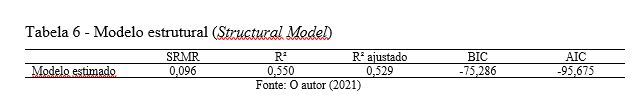 Tabela 6 - Modelo estrutural (Structural Model)
SRMR R² R² ajustado BIC AIC
Modelo estimado 0,096 0,550 0,529 -75,286 -95,675
Fonte: O autor (2021)